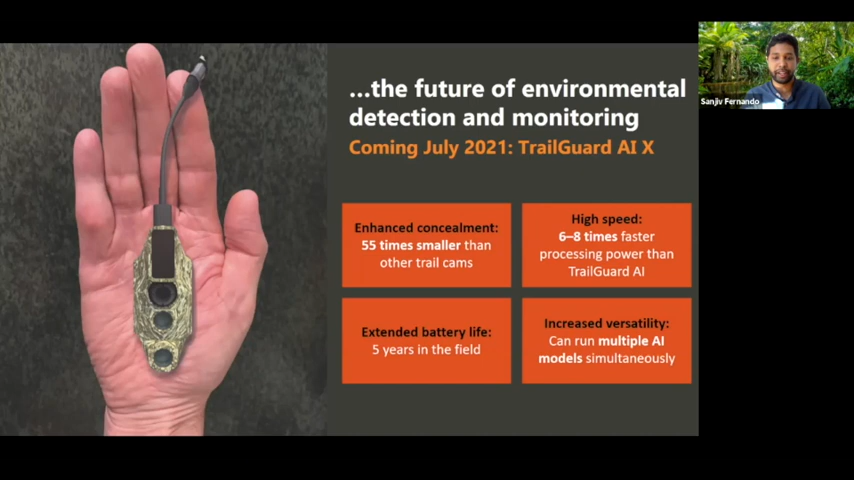 ...the future of environmental
detection and monitoring
Coming July 2021: TrailGuard AI X
Enhanced concealment:
55 times smaller than
other trail cams
High speed:
6–8 times faster
processing power than
TrailGuard AI
Extended battery life:
5 years in the field
Increased versatility:
Can run multiple AI
models simultaneously
Sanjiv Fernando